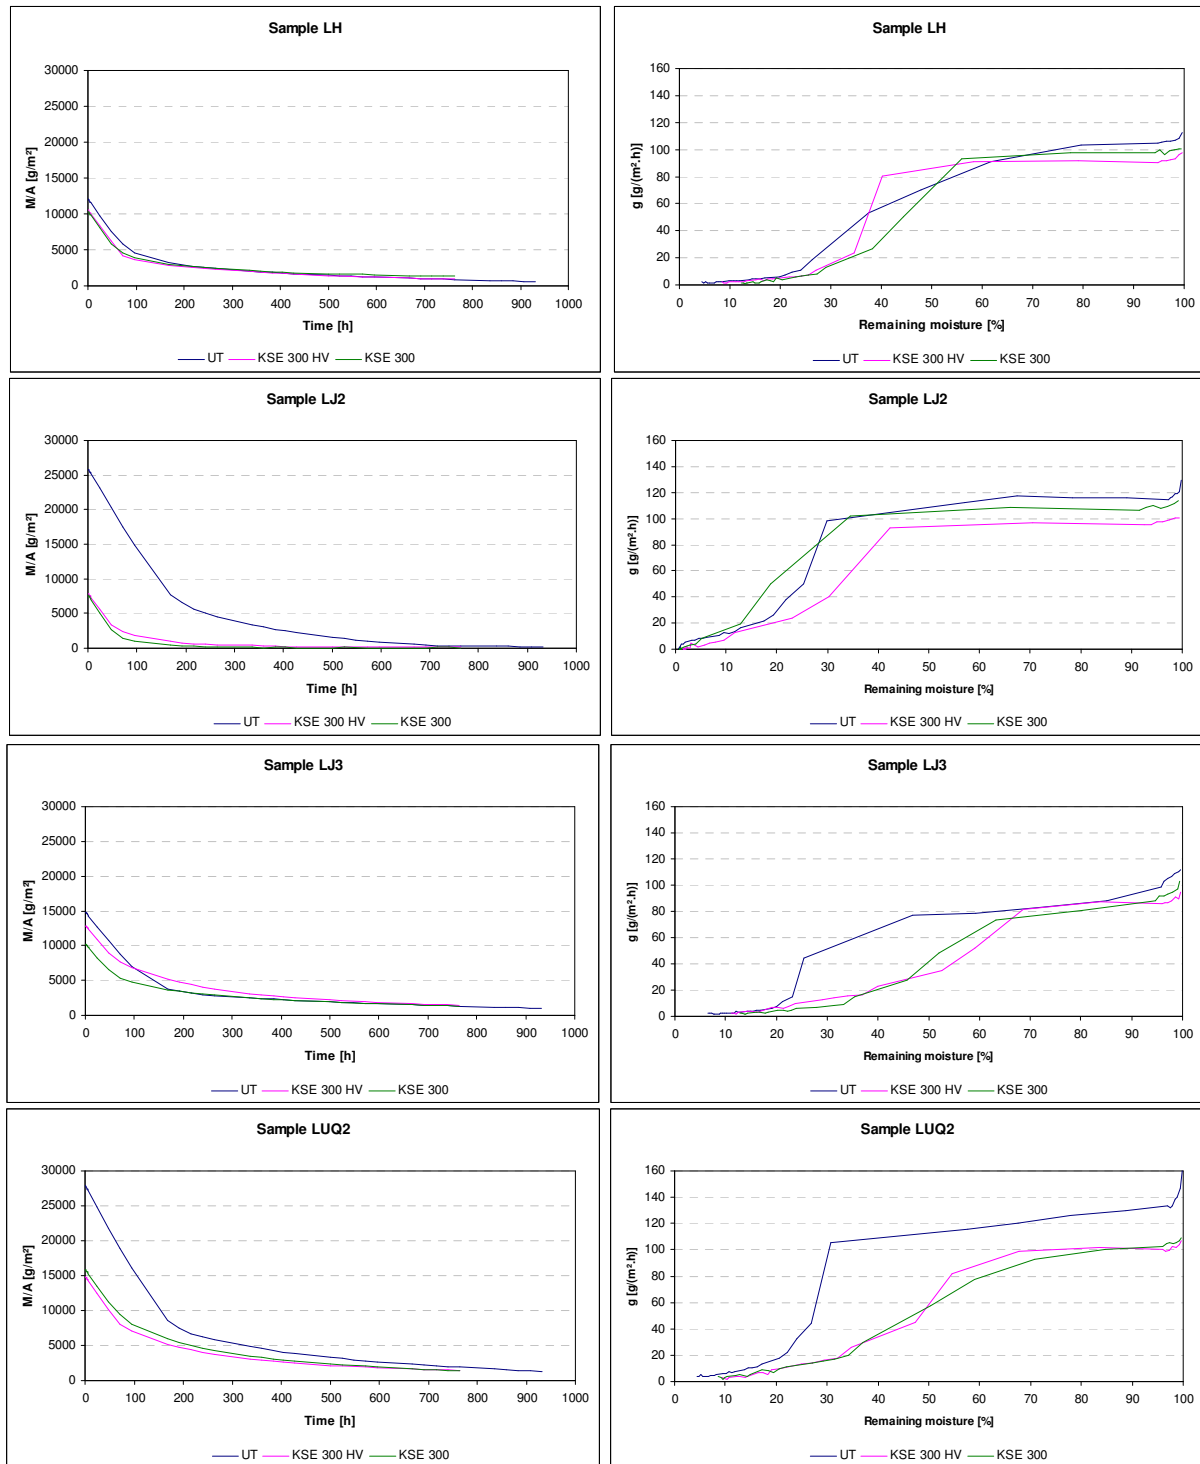 Sample LH
M/A [g/m²]
30000
25000
20000
15000
10000
5000
0
0 100 200 300 400 500 600 700 800 900 1000
Time [h]
UT KSE 300 HV KSE 300
Sample LH
g [g/(m².h)]
160
140
120
100
80
60
40
20
0
0 10 20 30 40 50 60 70 80 90 100
Remaining moisture [%]
UT KSE 300 HV KSE 300
Sample LJ2
M/A [g/m²]
30000
25000
20000
15000
10000
5000
0
0 100 200 300 400 500 600 700 800 900 1000
Time [h]
UT KSE 300 HV KSE 300
Sample LJ2
g [g/(m².h)]
160
140
120
100
80
60
40
20
0
0 10 20 30 40 50 60 70 80 90 100
Remaining moisture [%]
UT KSE 300 HV KSE 300
Sample LJ3
M/A [g/m²]
30000
25000
20000
15000
10000
5000
0
0 100 200 300 400 500 600 700 800 900 1000
Time [h]
UT KSE 300 HV KSE 300
Sample LJ3
g [g/(m².h)]
160
140
120
100
80
60
40
20
0
0 10 20 30 40 50 60 70 80 90 100
Remaining moisture [%]
UT KSE 300 HV KSE 300
Sample LUQ2
M/A [g/m²]
30000
25000
20000
15000
10000
5000
0
0 100 200 300 400 500 600 700 800 900 1000
Time [h]
UT KSE 300 HV KSE 300
Sample LUQ2
g [g/(m².h)]
160
140
120
100
80
60
40
20
0
0 10 20 30 40 50 60 70 80 90 100
Remaining moisture [%]
UT KSE 300 HV KSE 300